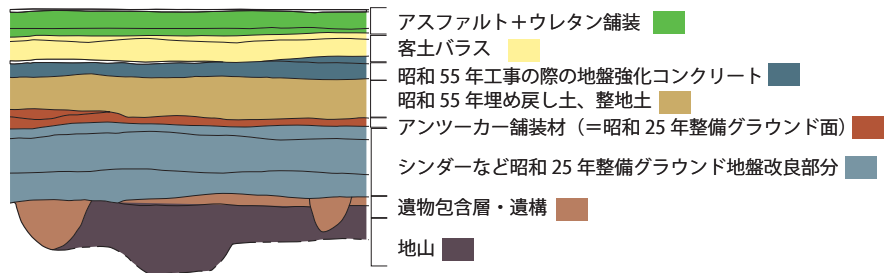 アスファルト＋ウレタン舗装
客土バラス
昭和 55 年工事の際の地盤強化コンクリート
昭和 55 年埋め戻し土、整地土
アンツーカー舗装材（＝昭和 25 年整備グラウンド面）
シンダーなど昭和 25 年整備グラウンド地盤改良部分
遺物包含層・遺構
地山